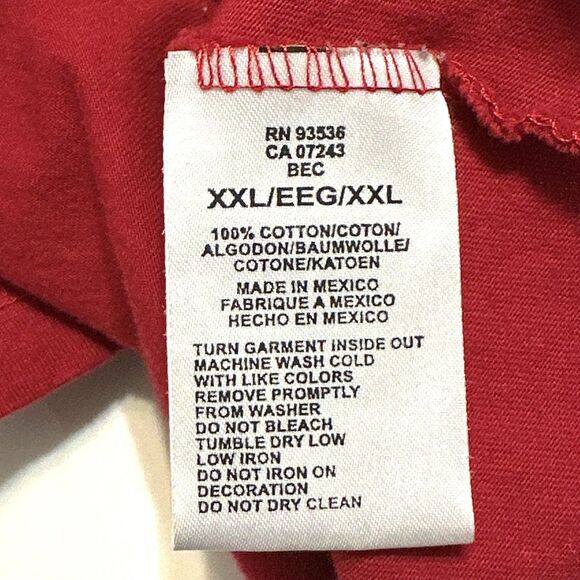 RN 93536
CA 07243
BEC
XXL/EEG/XXL
100% COTTON/COTON/
ALGODON/BAUMWOLLE/
COTONE/KATOEN
MADE IN MEXICO
FABRIQUE A MEXICO
HECHO EN MEXICO
TURN GARMENT INSIDE OUT
MACHINE WASH COLD
WITH LIKE COLORS
REMOVE PROMPTLY
FROM WASHER
DO NOT BLEACH
TUMBLE DRY LOW
LOW IRON
DO NOT IRON ON
DECORATION
DO NOT DRY CLEAN